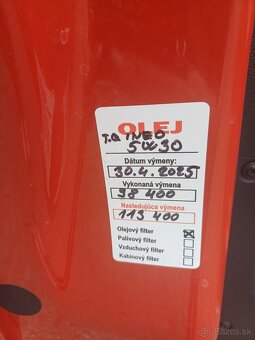 OLEJ
T.Q INEO
5W30
Dátum výmeny:
30.4.2025
Vykonaná výmena
98 400
Nasledujúca výmena
113 400
Olejový filter
Palivový filter
Vzduchový filter
Kabínový filter
Bazos.sk